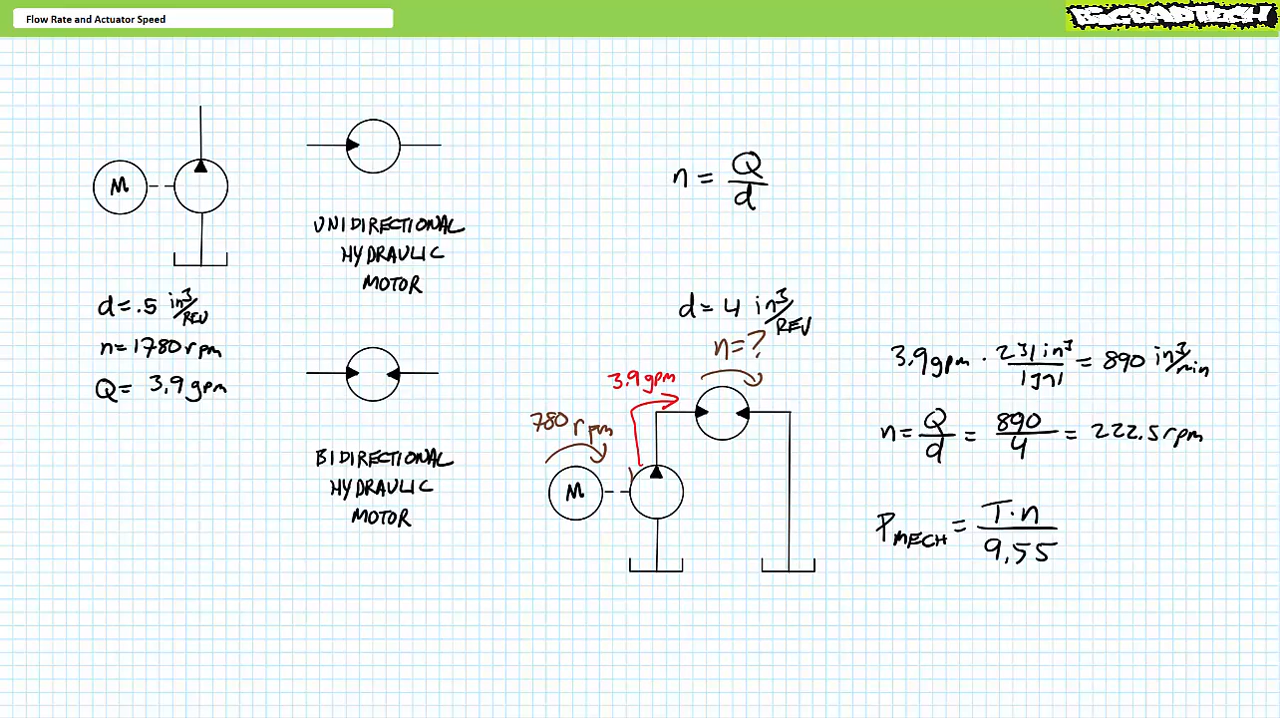 Flow Rate and Actuator Speed
BIGBADTECH
M
UNIDIRECTIONAL
HYDRAULIC
MOTOR
d = .5 in³/REV
n = 1780 rpm
Q = 3.9 gpm
BIDIRECTIONAL
HYDRAULIC
MOTOR
n = Q/d
d = 4 in³/REV
n = ?
3.9 gpm
780 rpm
M
3.9 gpm · 231 in³/1 gal = 890 in³/min
n = Q/d = 890/4 = 222.5 rpm
PMECH = T·n/9.55